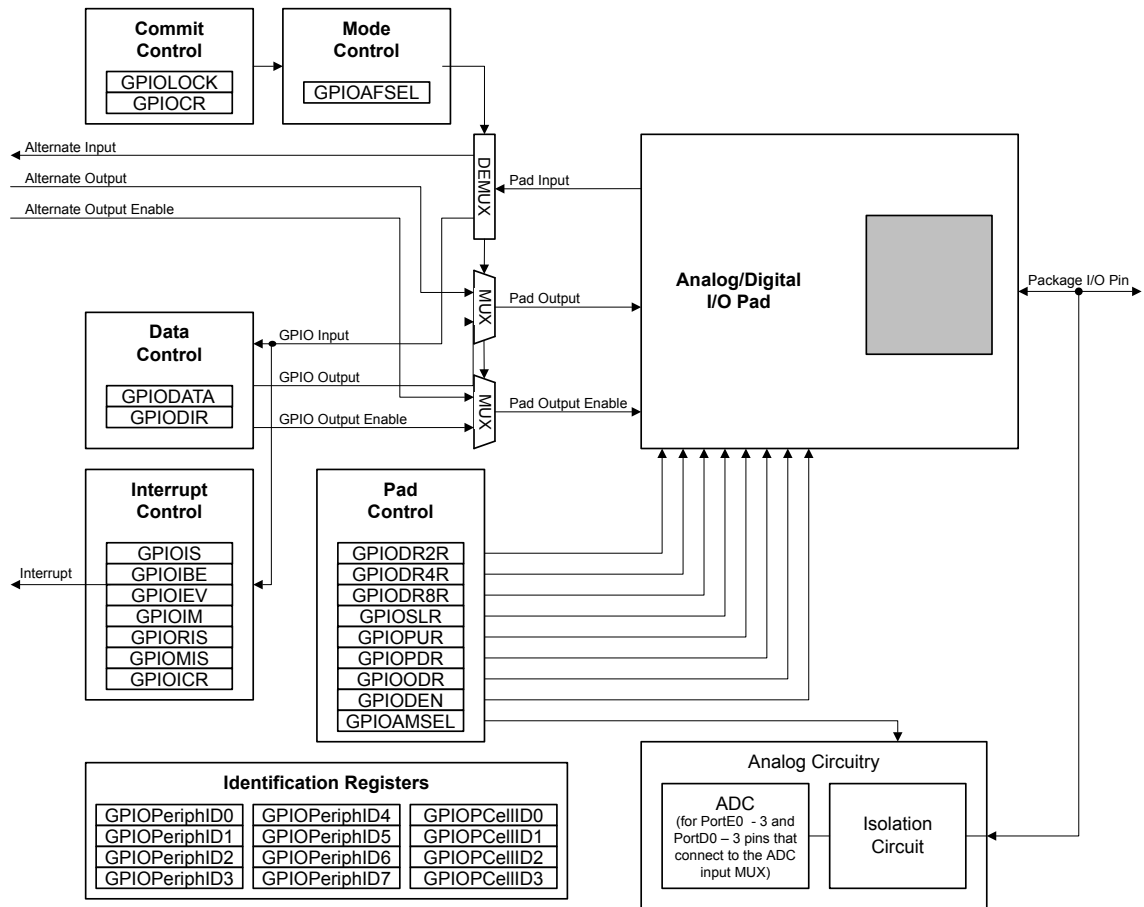 Commit
Control
GPIOLOCK
GPIOCR
Mode
Control
GPIOAFSEL
Alternate Input
Alternate Output
Alternate Output Enable
DEMUX
Pad Input
MUX
Pad Output
MUX
Pad Output Enable
Analog/Digital
I/O Pad
Package I/O Pin
Data
Control
GPIODATA
GPIODIR
GPIO Input
GPIO Output
GPIO Output Enable
Interrupt
Control
GPIOIS
GPIOIBE
GPIOIEV
GPIOIM
GPIORIS
GPIOMIS
GPIOICR
Interrupt
Pad
Control
GPIODR2R
GPIODR4R
GPIODR8R
GPIOSLR
GPIOPUR
GPIOPDR
GPIOODR
GPIODEN
GPIOAMSEL
Analog Circuitry
ADC
(for PortE0 - 3 and
PortD0 – 3 pins that
connect to the ADC
input MUX)
Isolation
Circuit
Identification Registers
GPIOPeriphID0
GPIOPeriphID1
GPIOPeriphID2
GPIOPeriphID3
GPIOPeriphID4
GPIOPeriphID5
GPIOPeriphID6
GPIOPeriphID7
GPIOPCellID0
GPIOPCellID1
GPIOPCellID2
GPIOPCellID3